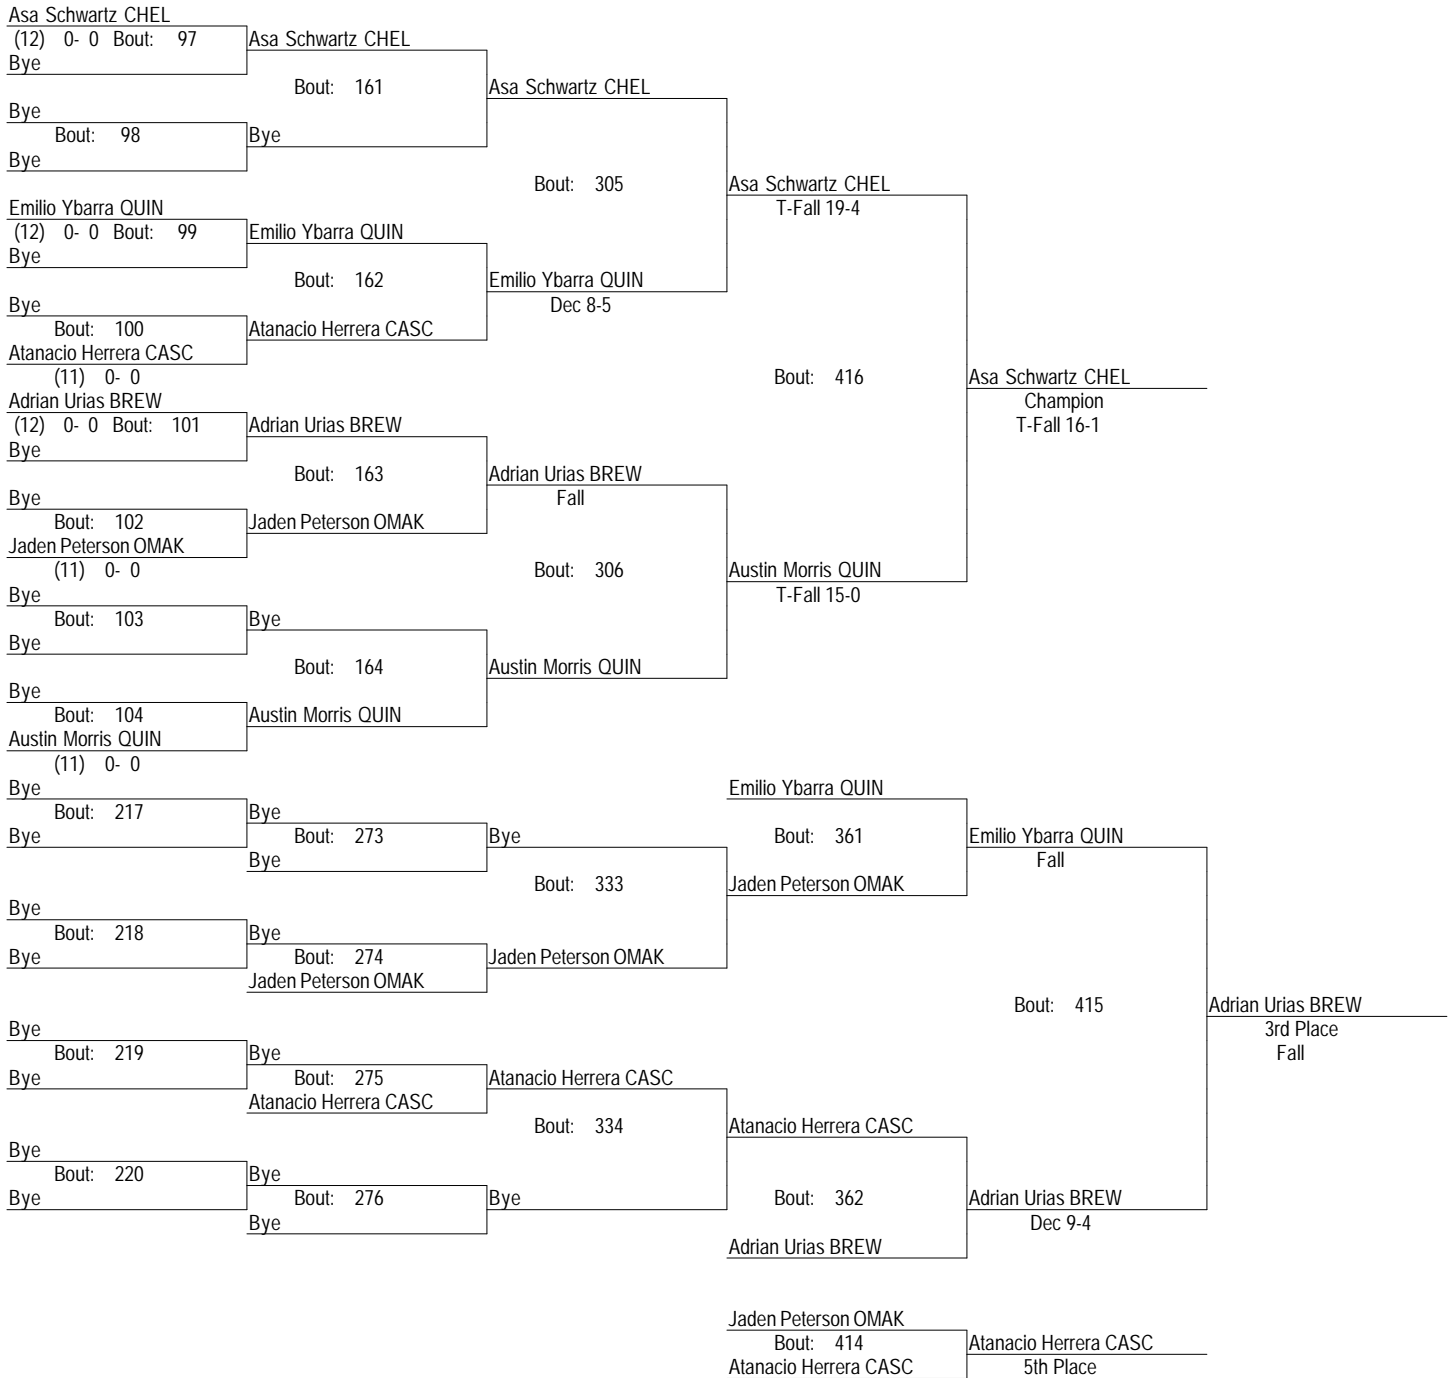 Asa Schwartz CHEL
(12) 0- 0 Bout: 97 Asa Schwartz CHEL
Bye
Bout: 161 Asa Schwartz CHEL
Bye
Bout: 98 Bye
Bye
Bout: 305 Asa Schwartz CHEL
T-Fall 19-4
Emilio Ybarra QUIN
(12) 0- 0 Bout: 99 Emilio Ybarra QUIN
Bye
Bout: 162 Emilio Ybarra QUIN
Dec 8-5
Bye
Bout: 100 Atanacio Herrera CASC
Atanacio Herrera CASC
(11) 0- 0
Bout: 416 Asa Schwartz CHEL
Champion
T-Fall 16-1
Adrian Urias BREW
(12) 0- 0 Bout: 101 Adrian Urias BREW
Bye
Bout: 163 Adrian Urias BREW
Fall
Bye
Bout: 102 Jaden Peterson OMAK
Jaden Peterson OMAK
(11) 0- 0
Bout: 306 Austin Morris QUIN
T-Fall 15-0
Bye
Bout: 103 Bye
Bye
Bout: 164 Austin Morris QUIN
Bye
Bout: 104 Austin Morris QUIN
Austin Morris QUIN
(11) 0- 0
Bye Emilio Ybarra QUIN
Bout: 217 Bye
Bye Bout: 273 Bye Bout: 361 Emilio Ybarra QUIN
Bye Fall
Bout: 333 Jaden Peterson OMAK
Bye
Bout: 218 Bye
Bye Bout: 274 Jaden Peterson OMAK
Jaden Peterson OMAK
Bout: 415 Adrian Urias BREW
3rd Place
Fall
Bye
Bout: 219 Bye
Bye Bout: 275 Atanacio Herrera CASC
Atanacio Herrera CASC
Bout: 334 Atanacio Herrera CASC
Bye
Bout: 220 Bye
Bye Bout: 276 Bye Bout: 362 Adrian Urias BREW
Bye Dec 9-4
Adrian Urias BREW
Jaden Peterson OMAK
Bout: 414 Atanacio Herrera CASC
Atanacio Herrera CASC 5th Place